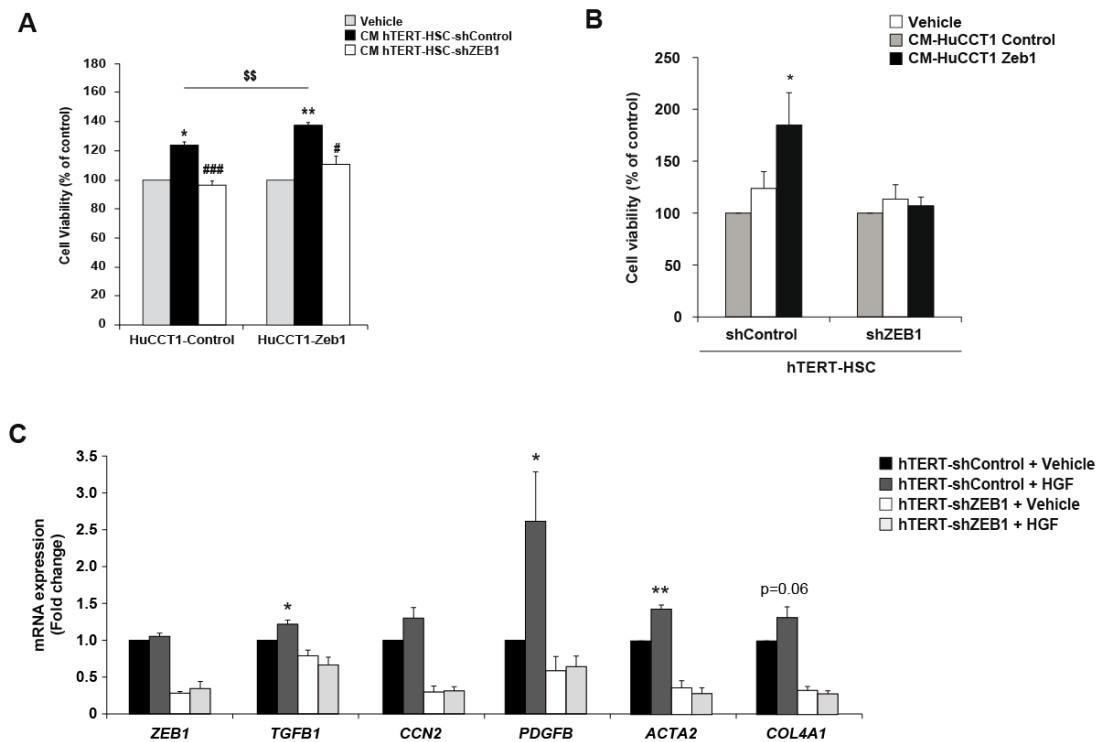 A
Vehicle
CM hTERT-HSC-shControl
CM hTERT-HSC-shZEB1
Cell Viability (% of control)
180
160
140
120
100
80
60
40
20
0
$$
*
###
**
#
HuCCT1-Control
HuCCT1-Zeb1
B
Vehicle
CM-HuCCT1 Control
CM-HuCCT1 Zeb1
Cell viability (% of control)
250
200
150
100
50
0
*
shControl
shZEB1
hTERT-HSC
C
hTERT-shControl + Vehicle
hTERT-shControl + HGF
hTERT-shZEB1 + Vehicle
hTERT-shZEB1 + HGF
mRNA expression
(Fold change)
3.5
3.0
2.5
2.0
1.5
1.0
0.5
0
*
*
**
p=0.06
ZEB1
TGFB1
CCN2
PDGFB
ACTA2
COL4A1